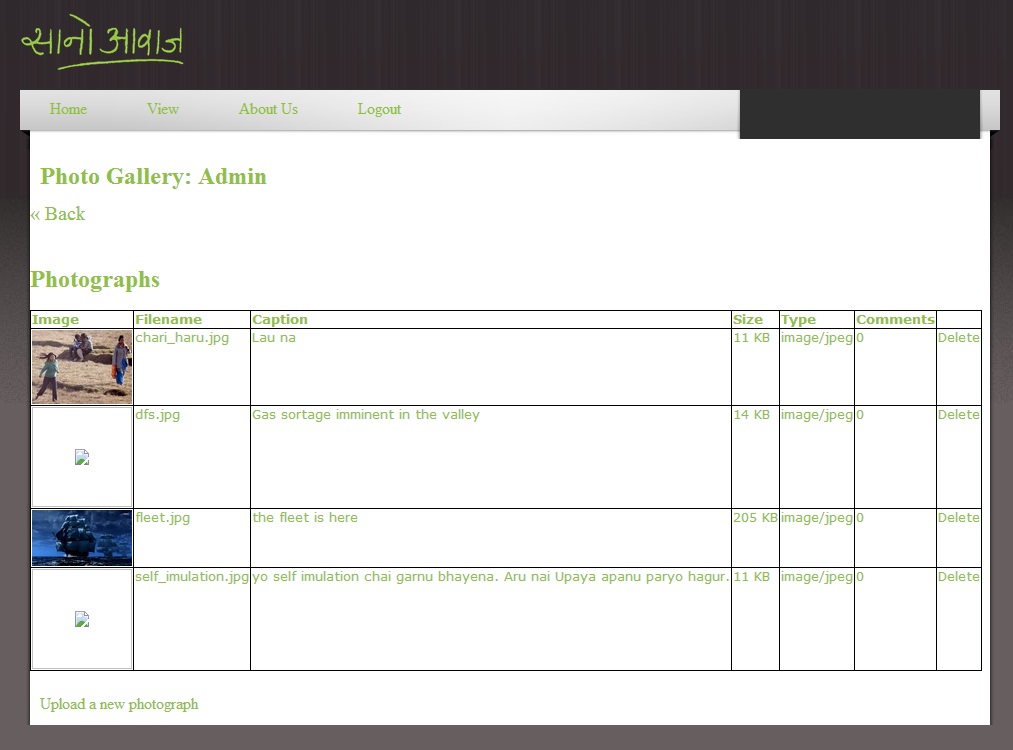 सानो आवाज
Home View About Us Logout
Photo Gallery: Admin
« Back
Photographs
Image Filename Caption Size Type Comments
chari_haru.jpg Lau na 11 KB image/jpeg 0 Delete
dfs.jpg Gas sortage imminent in the valley 14 KB image/jpeg 0 Delete
fleet.jpg the fleet is here 205 KB image/jpeg 0 Delete
self_imulation.jpg yo self imulation chai garnu bhayena. Aru nai Upaya apanu paryo hagur. 11 KB image/jpeg 0 Delete
Upload a new photograph